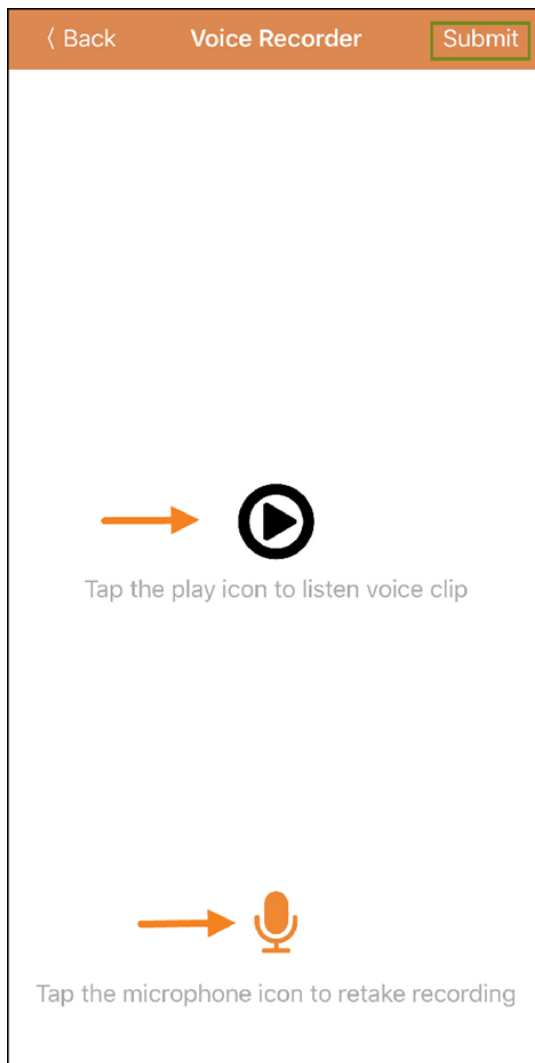 Back Voice Recorder Submit
Tap the play icon to listen voice clip
Tap the microphone icon to retake recording